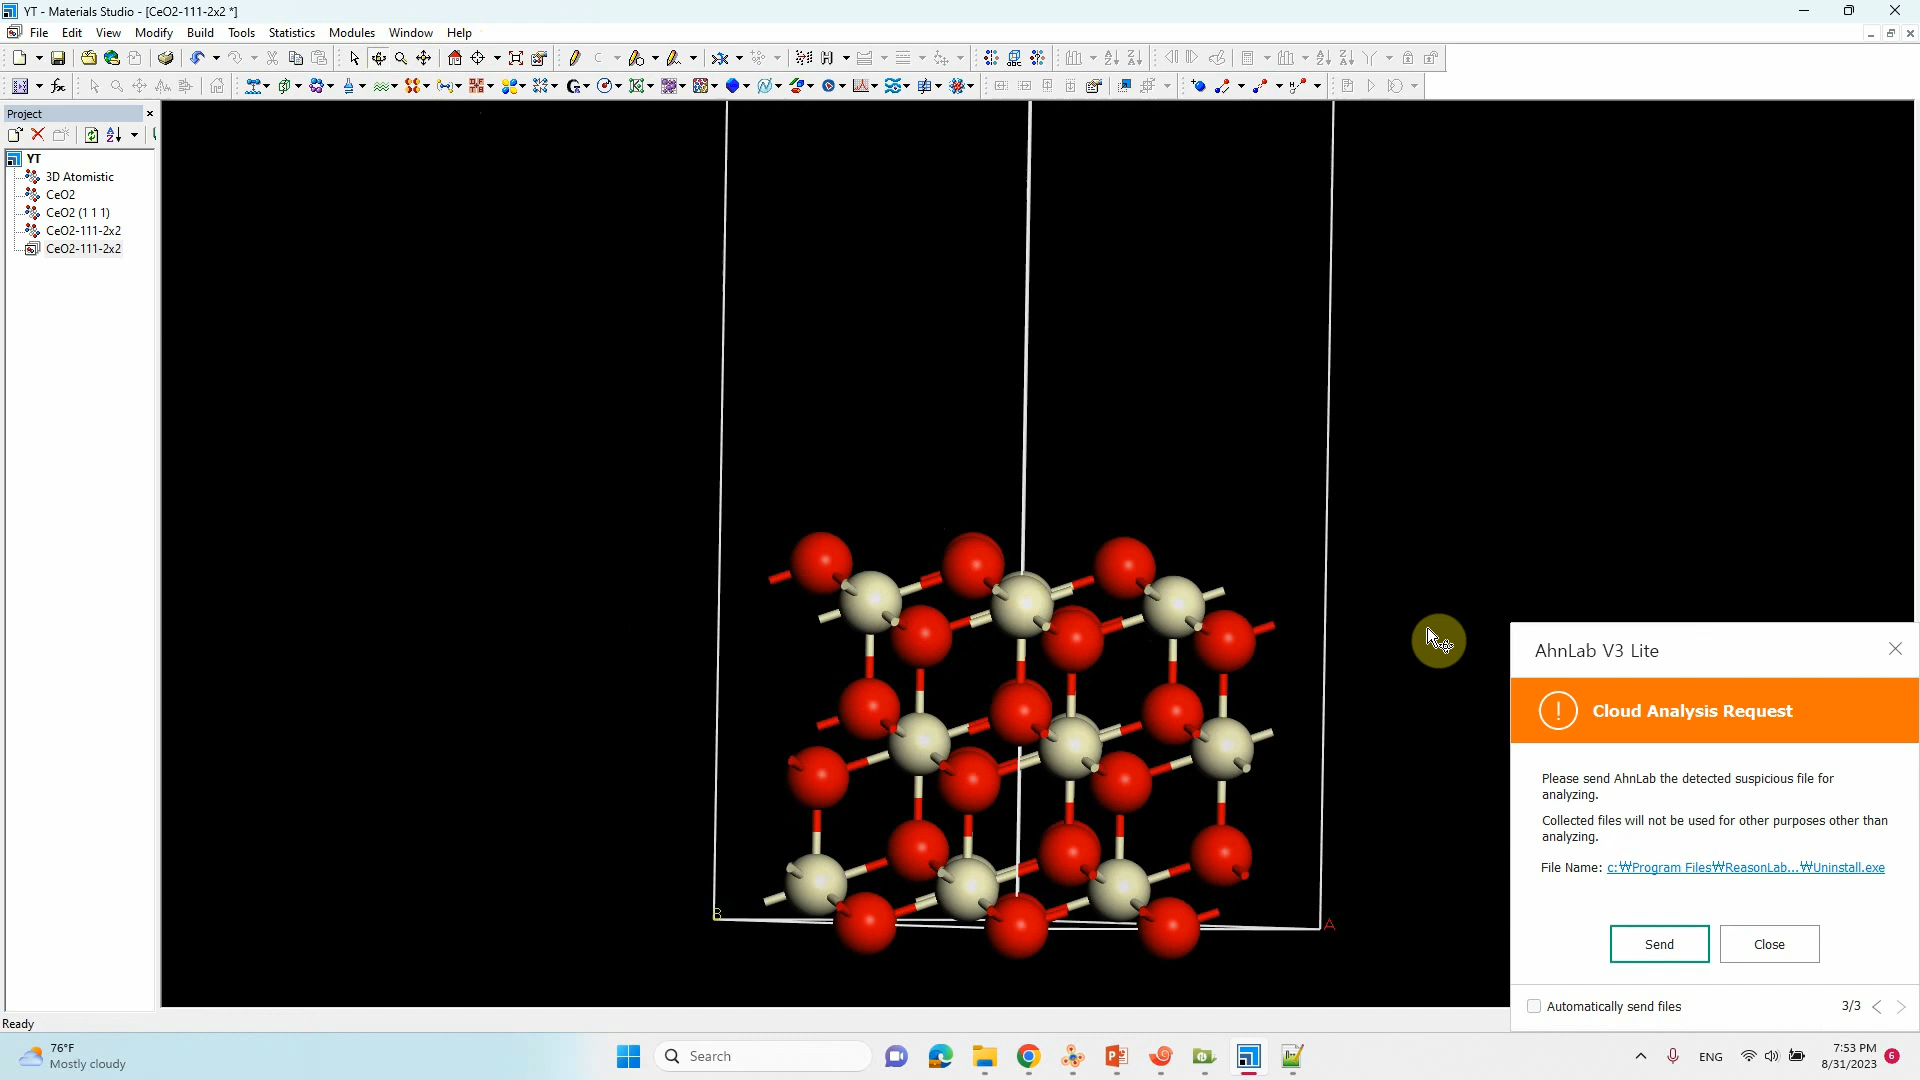 YT - Materials Studio - [CeO2-111-2x2 *]
File Edit View Modify Build Tools Statistics Modules Window Help
Project
YT
3D Atomistic
CeO2
CeO2 (1 1 1)
CeO2-111-2x2
CeO2-111-2x2
B
A
AhnLab V3 Lite
Cloud Analysis Request
Please send AhnLab the detected suspicious file for
analyzing.
Collected files will not be used for other purposes other than
analyzing.
File Name: c:₩Program Files₩ReasonLab...₩Uninstall.exe
Send Close
Automatically send files 3/3
Ready
76°F
Mostly cloudy
Search
ENG
7:53 PM
8/31/2023
6